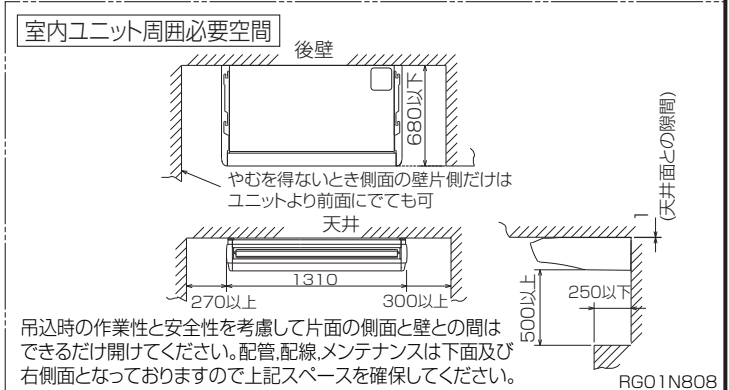 室内ユニット周囲必要空間
後壁
680以下
やむを得ないとき側面の壁片側だけは
ユニットより前面にでても可
天井
1310
270以上
300以上
1
(天井面との隙間)
500以上
250以下
吊込時の作業性と安全性を考慮して片面の側面と壁との間は
できるだけ開けてください。配管,配線,メンテナンスは下面及び
右側面となっておりますので上記スペースを確保してください。
RG01N808